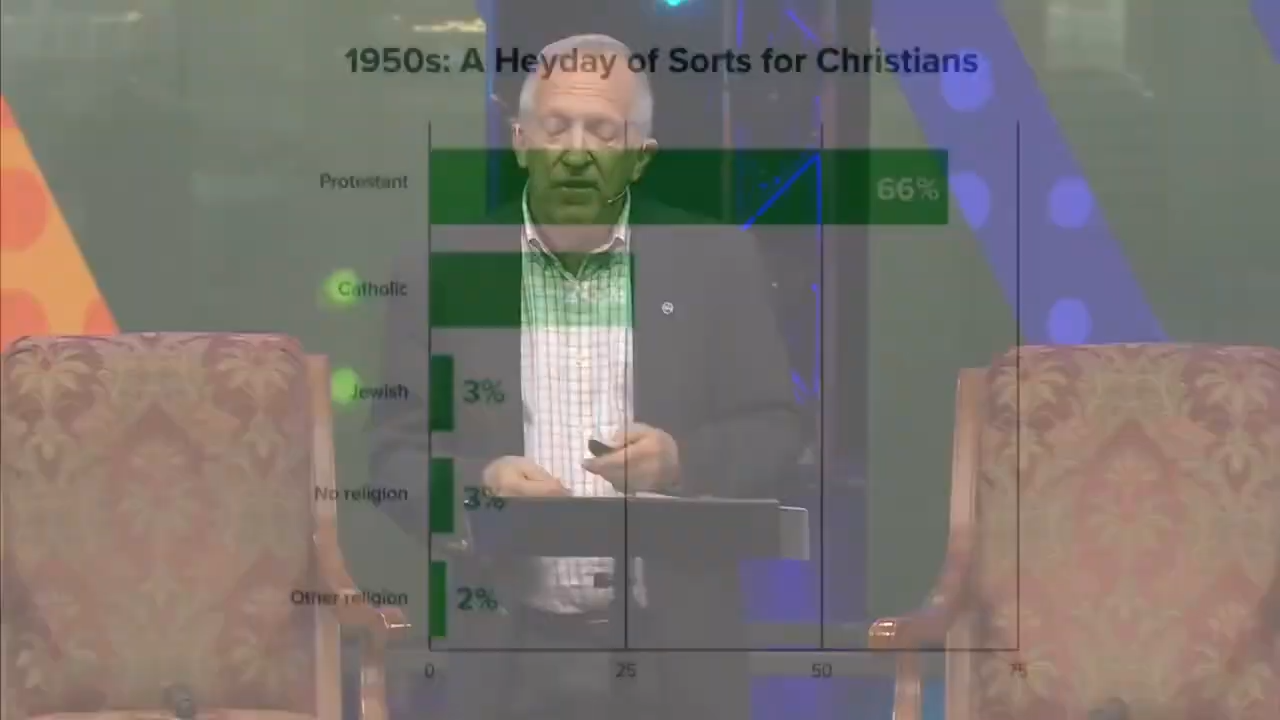 1950s: A Heyday of Sorts for Christians
Protestant
66%
Catholic
Jewish
3%
No religion
3%
Other religion
2%
0 25 50 75